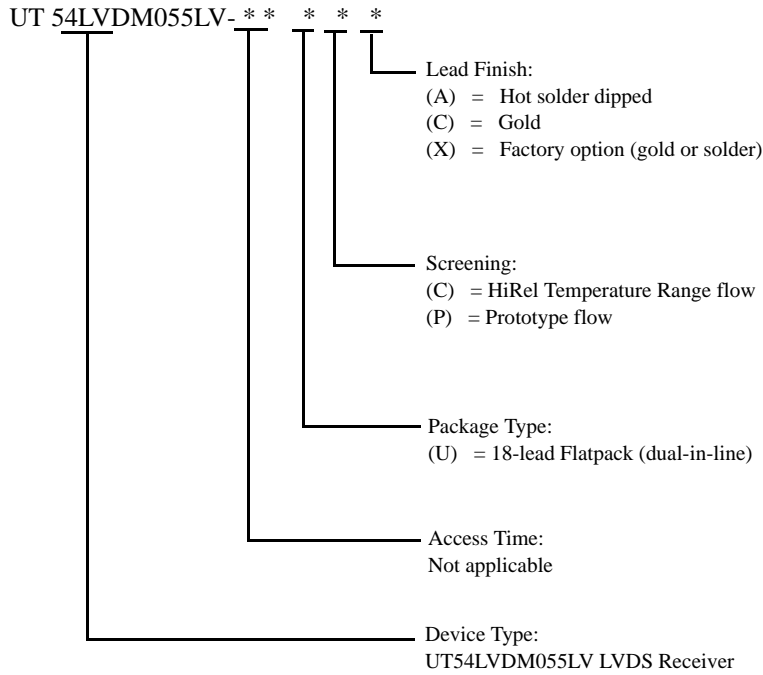 UT 54LVDM055LV- * * * * *
Lead Finish:
(A) = Hot solder dipped
(C) = Gold
(X) = Factory option (gold or solder)
Screening:
(C) = HiRel Temperature Range flow
(P) = Prototype flow
Package Type:
(U) = 18-lead Flatpack (dual-in-line)
Access Time:
Not applicable
Device Type:
UT54LVDM055LV LVDS Receiver